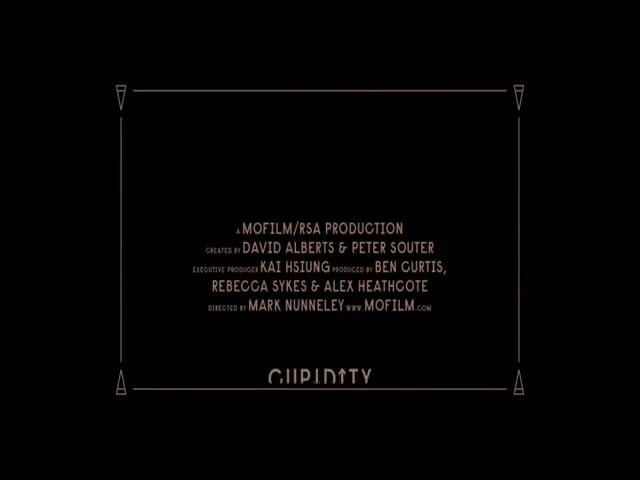 A MOFILM/RSA PRODUCTION
CREATED BY DAVID ALBERTS & PETER SOUTER
EXECUTIVE PRODUCER KAI HSIUNG PRODUCED BY BEN CURTIS,
REBECCA SYKES & ALEX HEATHCOTE
DIRECTED BY MARK NUNNELEY WWW.MOFILM.COM
CUPIDITY